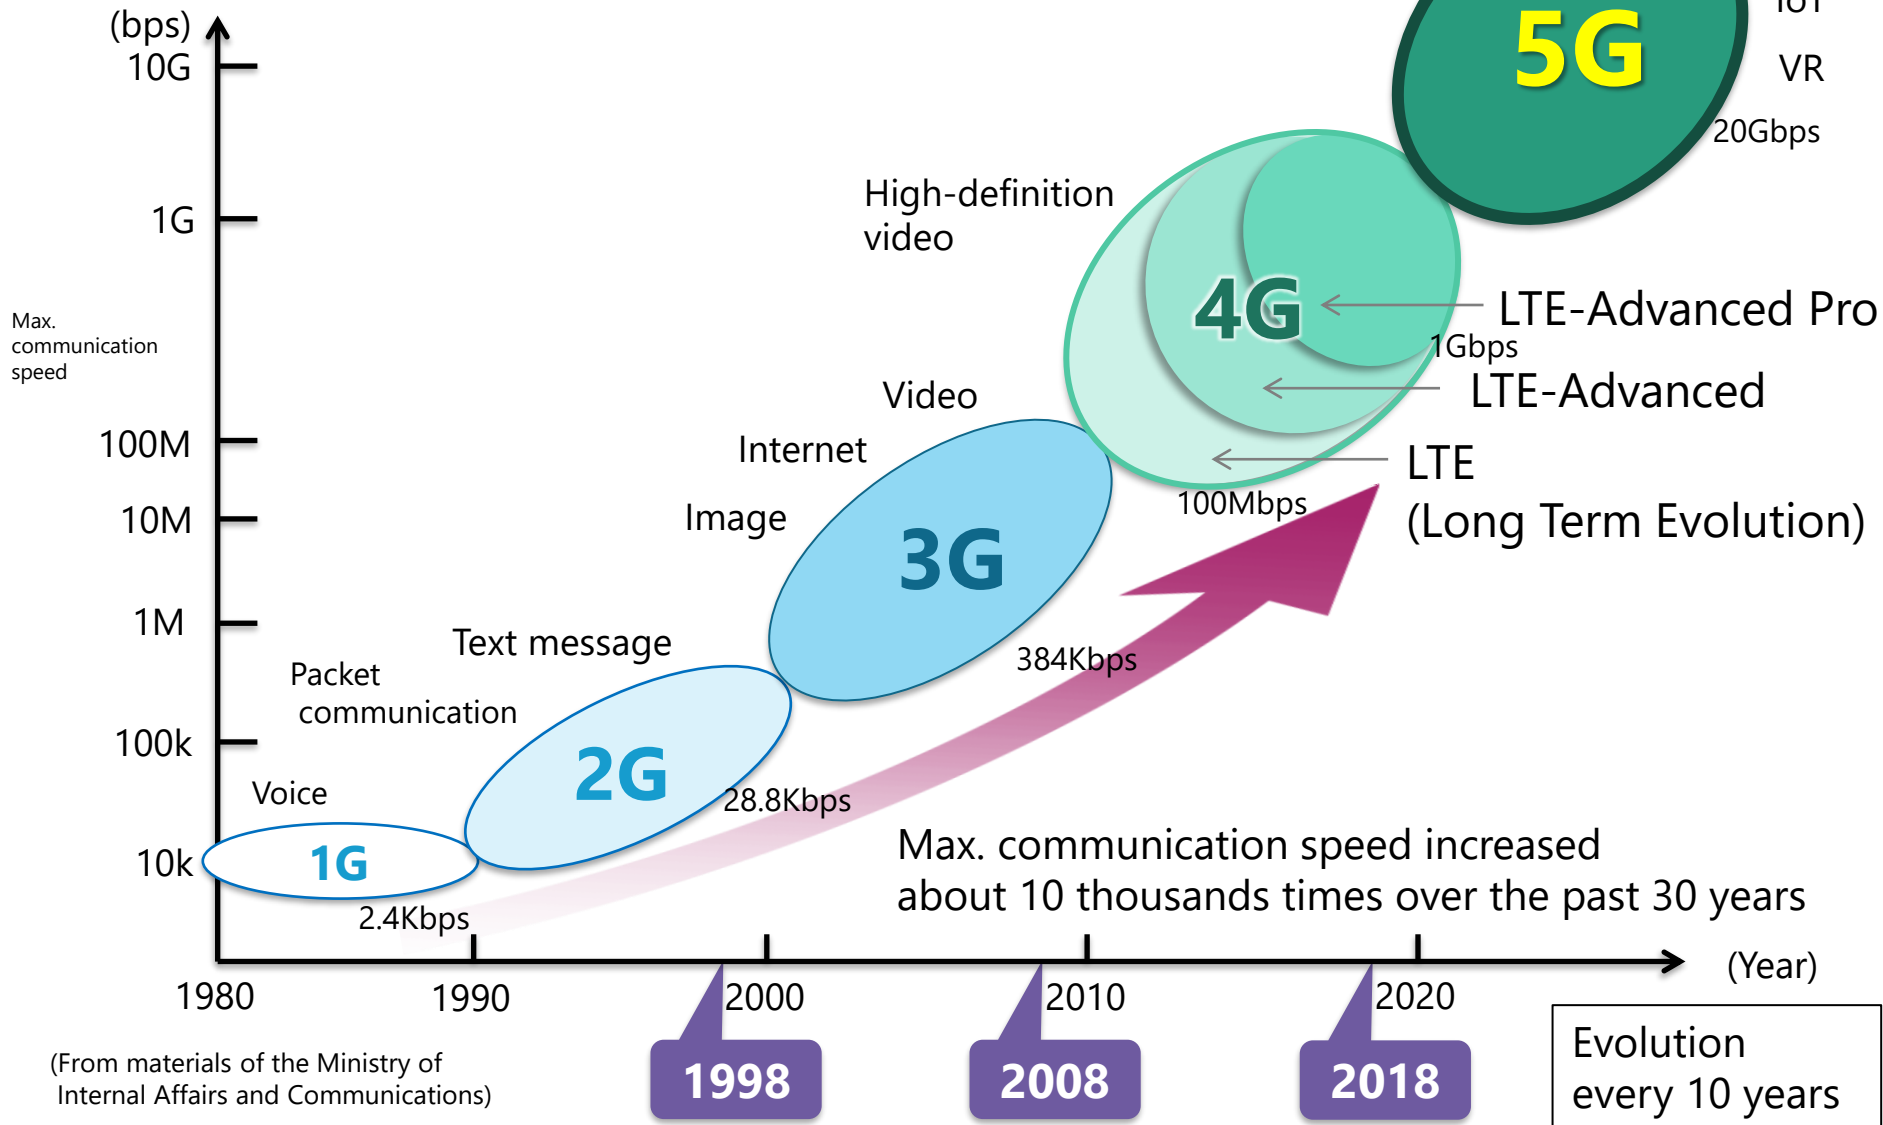 (bps)
10G
1G
Max.
communication
speed
100M
10M
1M
100k
10k
5G
VR
20Gbps
High-definition
video
4G
LTE-Advanced Pro
1Gbps
LTE-Advanced
LTE
(Long Term Evolution)
100Mbps
Video
Internet
Image
3G
384Kbps
Text message
Packet
communication
2G
28.8Kbps
Voice
1G
2.4Kbps
Max. communication speed increased
about 10 thousands times over the past 30 years
(Year)
1980
1990
2000
2010
2020
1998
2008
2018
(From materials of the Ministry of
Internal Affairs and Communications)
Evolution
every 10 years